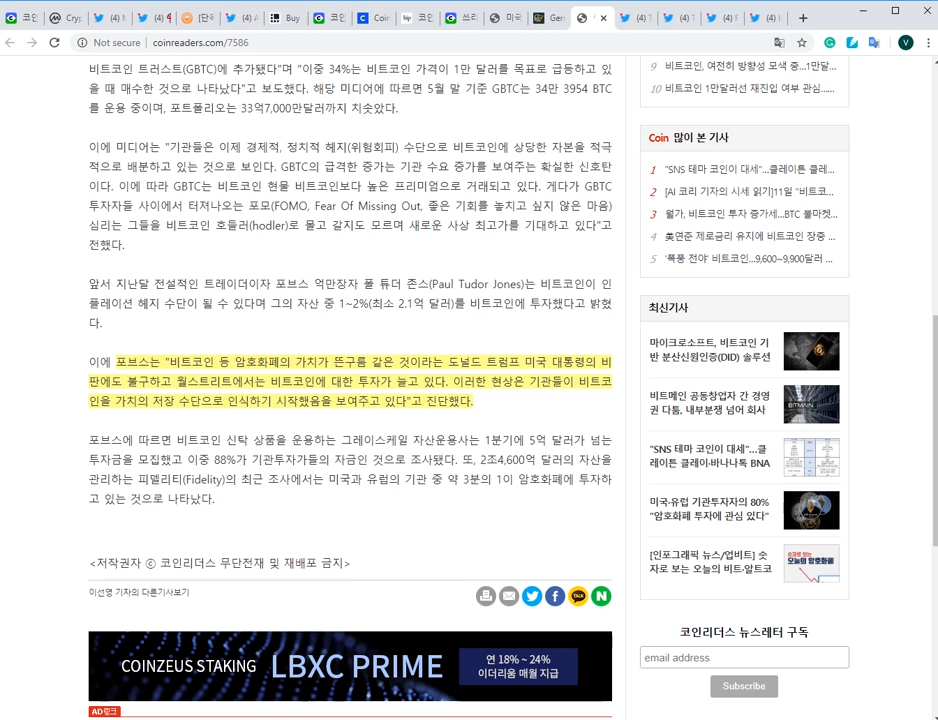 Cryp
(4) N
(4)
[단독
(4) A
Buy
코인
Coin
코인
쓰리
미국
Gen
(4) T
(4) T
(4) F
(4) L
Not secure | coinreaders.com/7586
V
비트코인 트러스트(GBTC)에 추가됐다"며 "이중 34%는 비트코인 가격이 1만 달러를 목표로 급등하고 있
을 때 매수한 것으로 나타났다"고 보도했다. 해당 미디어에 따르면 5월 말 기준 GBTC는 34만 3954 BTC
를 운용 중이며, 포트폴리오는 33억7,000만달러까지 치솟았다.
이에 미디어는 "기관들은 이제 경제적, 정치적 헤지(위험회피) 수단으로 비트코인에 상당한 자본을 적극
적으로 배분하고 있는 것으로 보인다. GBTC의 급격한 증가는 기관 수요 증가를 보여주는 확실한 신호탄
이다. 이에 따라 GBTC는 비트코인 현물 비트코인보다 높은 프리미엄으로 거래되고 있다. 게다가 GBTC
투자자들 사이에서 터져나오는 포모(FOMO, Fear Of Missing Out, 좋은 기회를 놓치고 싶지 않은 마음)
심리는 그들을 비트코인 호들러(hodler)로 몰고 갈지도 모르며 새로운 사상 최고가를 기대하고 있다"고
전했다.
앞서 지난달 전설적인 트레이더이자 포브스 억만장자 폴 튜더 존스(Paul Tudor Jones)는 비트코인이 인
플레이션 헤지 수단이 될 수 있다며 그의 자산 중 1~2%(최소 2.1억 달러)를 비트코인에 투자했다고 밝혔
다.
이에 포브스는 "비트코인 등 암호화폐의 가치가 뜬구름 같은 것이라는 도널드 트럼프 미국 대통령의 비
판에도 불구하고 월스트리트에서는 비트코인에 대한 투자가 늘고 있다. 이러한 현상은 기관들이 비트코
인을 가치의 저장 수단으로 인식하기 시작했음을 보여주고 있다"고 진단했다.
포브스에 따르면 비트코인 신탁 상품을 운용하는 그레이스케일 자산운용사는 1분기에 5억 달러가 넘는
투자금을 모집했고 이중 88%가 기관투자가들의 자금인 것으로 조사됐다. 또, 2조4,600억 달러의 자산을
관리하는 피델리티(Fidelity)의 최근 조사에서는 미국과 유럽의 기관 중 약 3분의 1이 암호화폐에 투자하
고 있는 것으로 나타났다.
<저작권자 ⓒ 코인리더스 무단전재 및 재배포 금지>
이선영 기자의 다른기사보기
TALK
N
COINZEUS STAKING LBXC PRIME 연 18% ~ 24%
이더리움 매월 지급
AD링크
9 비트코인, 여전히 방향성 모색 중...1만달...
10 비트코인 1만달러선 재진입 여부 관심......
Coin 많이 본 기사
1 "SNS 테마 코인이 대세"...클레이튼 클레...
2 [AI 코리 기자의 시세 읽기]11일 "비트코...
3 월가, 비트코인 투자 증가세...BTC 불마켓...
4 美연준 제로금리 유지에 비트코인 장중 ...
5 '폭풍 전야' 비트코인...9,600~9,900달러 ...
최신기사
마이크로소프트, 비트코인 기
반 분산신원인증(DID) 솔루션
비트메인 공동창업자 간 경영
권 다툼, 내부분쟁 넘어 회사
BITMAIN
"SNS 테마 코인이 대세"...클
레이튼 클레이·바나나톡 BNA
미국·유럽 기관투자자의 80%
"암호화폐 투자에 관심 있다"
[인포그래픽 뉴스/업비트] 숫
자로 보는 오늘의 비트·알트코
숫자로 보는
오늘의 암호화폐
코인리더스 뉴스레터 구독
email address
Subscribe